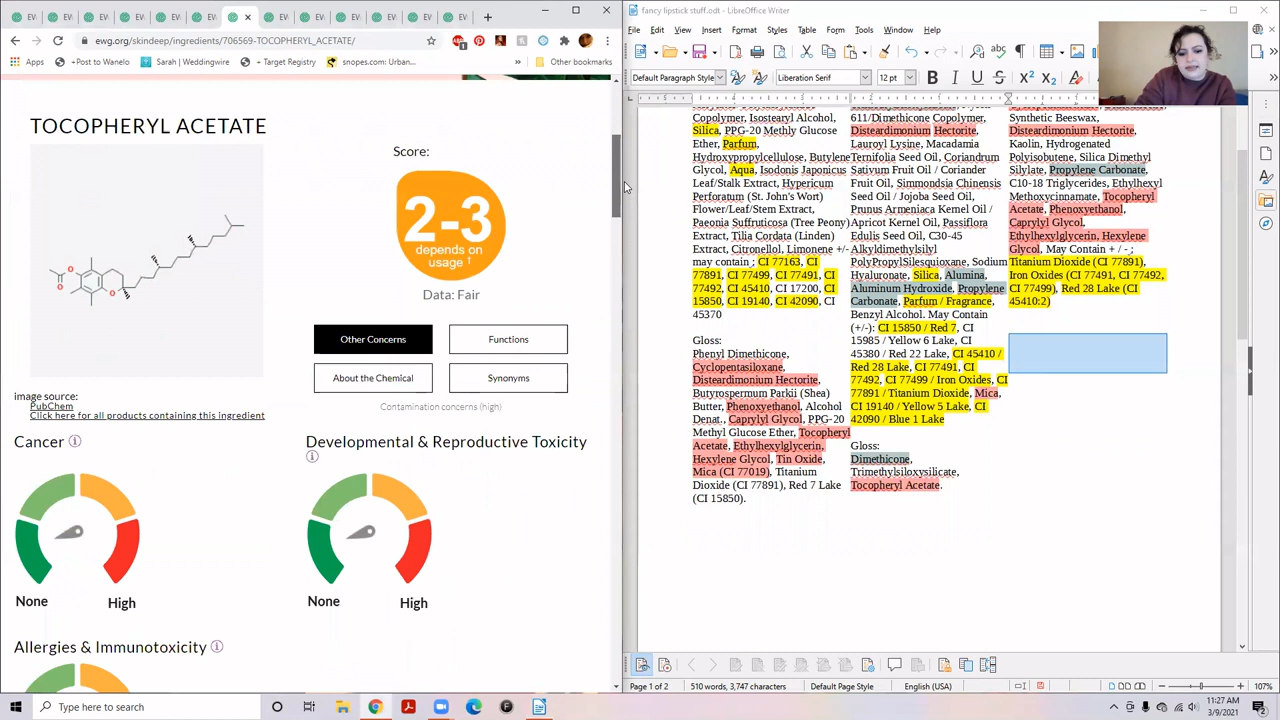 EV
EV
EV
EV
EV
EV
EV
EV
EV
EV
EV
EV
EV
ewg.org/skindeep/ingredients/706569-TOCOPHERYL_ACETATE/
Apps
+ Post to Wanelo
Sarah | Weddingwire
+ Target Registry
snopes.com: Urban...
Other bookmarks
TOCOPHERYL ACETATE
Score:
2-3
depends on
usage †
Data: Fair
Other Concerns
Functions
About the Chemical
Synonyms
Contamination concerns (high)
image source:
PubChem
Click here for all products containing this ingredient
Cancer
Developmental & Reproductive Toxicity
None
High
None
High
Allergies & Immunotoxicity
fancy lipstick stuff.odt - LibreOffice Writer
File
Edit
View
Insert
Format
Styles
Table
Form
Tools
Window
Help
Default Paragraph Style
Liberation Serif
12 pt
Copolymer, Isostearyl Alcohol,
Silica, PPG-20 Methly Glucose
Ether, Parfum,
Hydroxypropylcellulose, Butylene
Glycol, Aqua, Isodonis Japonicus
Leaf/Stalk Extract, Hypericum
Perforatum (St. John's Wort)
Flower/Leaf/Stem Extract,
Paeonia Suffruticosa (Tree Peony)
Extract, Tilia Cordata (Linden)
Extract, Citronellol, Limonene +/-
may contain ; CI 77163, CI
77891, CI 77499, CI 77491, CI
77492, CI 45410, CI 17200, CI
15850, CI 19140, CI 42090, CI
45370
Gloss:
Phenyl Dimethicone,
Cyclopentasiloxane,
Disteardimonium Hectorite,
Butyrospermum Parkii (Shea)
Butter, Phenoxyethanol, Alcohol
Denat., Caprylyl Glycol, PPG-20
Methyl Glucose Ether, Tocopheryl
Acetate, Ethylhexylglycerin,
Hexylene Glycol, Tin Oxide,
Mica (CI 77019), Titanium
Dioxide (CI 77891), Red 7 Lake
(CI 15850).
611/Dimethicone Copolymer,
Disteardimonium Hectorite,
Lauroyl Lysine, Macadamia
Ternifolia Seed Oil, Coriandrum
Sativum Fruit Oil / Coriander
Fruit Oil, Simmondsia Chinensis
Seed Oil / Jojoba Seed Oil,
Prunus Armeniaca Kernel Oil /
Apricot Kernel Oil, Passiflora
Edulis Seed Oil, C30-45
Alkyldimethylsilyl
PolyPropylSilesquioxane, Sodium
Hyaluronate, Silica, Alumina,
Aluminum Hydroxide, Propylene
Carbonate, Parfum / Fragrance,
Benzyl Alcohol. May Contain
(+/-): CI 15850 / Red 7, CI
15985 / Yellow 6 Lake, CI
45380 / Red 22 Lake, CI 45410 /
Red 28 Lake, CI 77491, CI
77492, CI 77499 / Iron Oxides, CI
77891 / Titanium Dioxide, Mica,
CI 19140 / Yellow 5 Lake, CI
42090 / Blue 1 Lake
Gloss:
Dimethicone,
Trimethylsiloxysilicate,
Tocopheryl Acetate.
Synthetic Beeswax,
Disteardimonium Hectorite,
Kaolin, Hydrogenated
Polyisobutene, Silica Dimethyl
Silylate, Propylene Carbonate,
C10-18 Triglycerides, Ethylhexyl
Methoxycinnamate, Tocopheryl
Acetate, Phenoxyethanol,
Caprylyl Glycol,
Ethylhexylglycerin, Hexylene
Glycol, May Contain + / - ;
Titanium Dioxide (CI 77891),
Iron Oxides (CI 77491, CI 77492,
CI 77499), Red 28 Lake (CI
45410:2)
Page 1 of 2
510 words, 3,747 characters
Default Page Style
English (USA)
107%
Type here to search
11:27 AM
3/9/2021